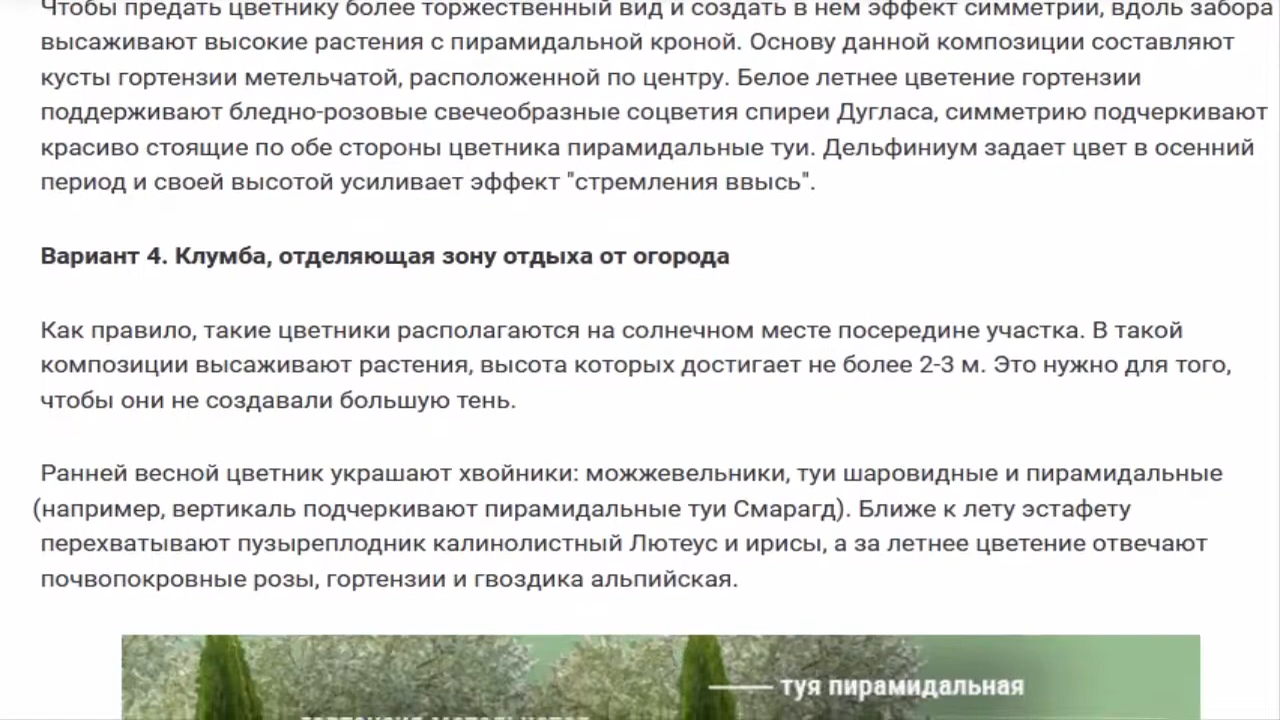 Чтобы предать цветнику более торжественный вид и создать в нем эффект симметрии, вдоль забора
высаживают высокие растения с пирамидальной кроной. Основу данной композиции составляют
кусты гортензии метельчатой, расположенной по центру. Белое летнее цветение гортензии
поддерживают бледно-розовые свечеобразные соцветия спиреи Дугласа, симметрию подчеркивают
красиво стоящие по обе стороны цветника пирамидальные туи. Дельфиниум задает цвет в осенний
период и своей высотой усиливает эффект "стремления ввысь".
Вариант 4. Клумба, отделяющая зону отдыха от огорода
Как правило, такие цветники располагаются на солнечном месте посередине участка. В такой
композиции высаживают растения, высота которых достигает не более 2-3 м. Это нужно для того,
чтобы они не создавали большую тень.
Ранней весной цветник украшают хвойники: можжевельники, туи шаровидные и пирамидальные
(например, вертикаль подчеркивают пирамидальные туи Смарагд). Ближе к лету эстафету
перехватывают пузыреплодник калинолистный Лютеус и ирисы, а за летнее цветение отвечают
почвопокровные розы, гортензии и гвоздика альпийская.
туя пирамидальная